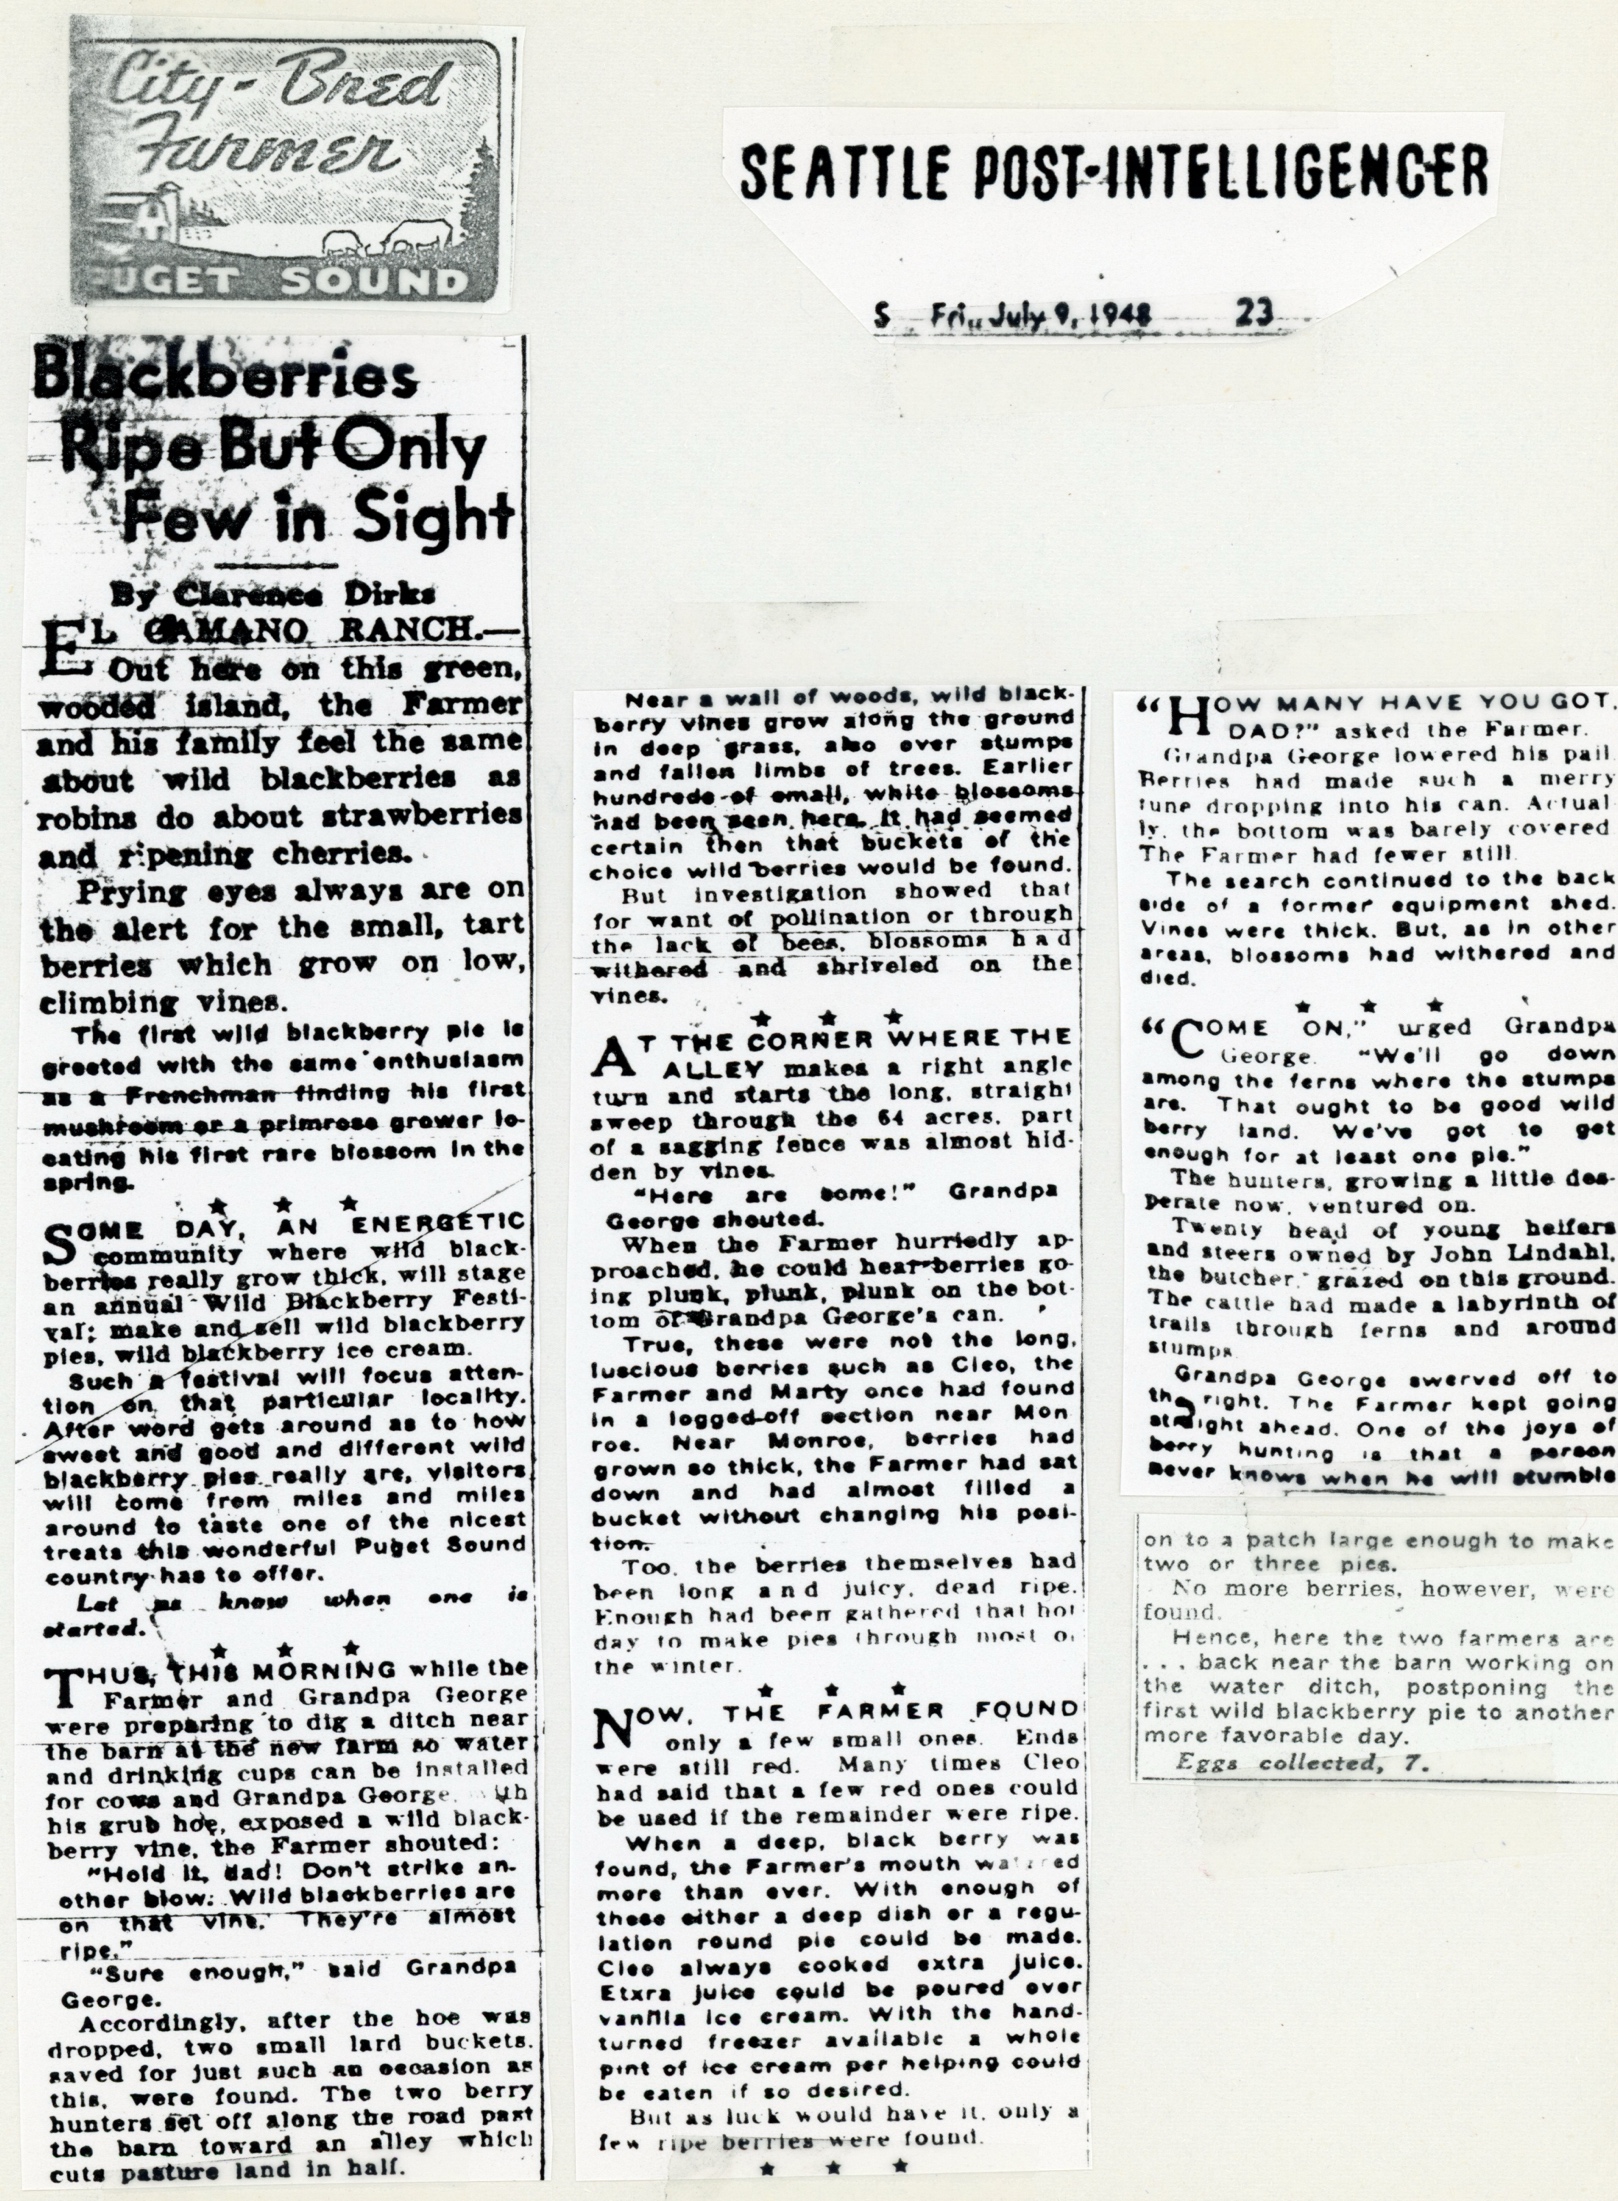 City-Bred
Farmer
PUGET SOUND
SEATTLE POST-INTELLIGENCER
S Fri., July 9, 1948 23
Blackberries
Ripe But Only
Few in Sight
By Clarence Dirks
EL CAMANO RANCH.—
Out here on this green,
wooded island, the Farmer
and his family feel the same
about wild blackberries as
robins do about strawberries
and ripening cherries.
Prying eyes always are on
the alert for the small, tart
berries which grow on low,
climbing vines.
The first wild blackberry pie is
greeted with the same enthusiasm
as a Frenchman finding his first
mushroom or a primrose grower lo-
cating his first rare blossom in the
spring.
★ ★ ★
SOME DAY, AN ENERGETIC
community where wild black-
berries really grow thick, will stage
an annual Wild Blackberry Festi-
val; make and sell wild blackberry
pies, wild blackberry ice cream.
Such a festival will focus atten-
tion on that particular locality.
After word gets around as to how
sweet and good and different wild
blackberry pies really are, visitors
will come from miles and miles
around to taste one of the nicest
treats this wonderful Puget Sound
country has to offer.
Let us know when one is
started.
★ ★ ★
THUS, THIS MORNING while the
Farmer and Grandpa George
were preparing to dig a ditch near
the barn at the new farm so water
and drinking cups can be installed
for cows and Grandpa George, with
his grub hoe, exposed a wild black-
berry vine, the Farmer shouted:
"Hold it, dad! Don't strike an-
other blow. Wild blackberries are
on that vine. They're almost
ripe."
"Sure enough," said Grandpa
George.
Accordingly, after the hoe was
dropped, two small lard buckets,
saved for just such an occasion as
this, were found. The two berry
hunters set off along the road past
the barn toward an alley which
cuts pasture land in half.
Near a wall of woods, wild black-
berry vines grow along the ground
in deep grass, also over stumps
and fallen limbs of trees. Earlier
hundreds of small, white blossoms
had been seen here. It had seemed
certain then that buckets of the
choice wild berries would be found.
But investigation showed that
for want of pollination or through
the lack of bees, blossoms had
withered and shriveled on the
vines.
★ ★ ★
AT THE CORNER WHERE THE
ALLEY makes a right angle
turn and starts the long, straight
sweep through the 64 acres, part
of a sagging fence was almost hid-
den by vines.
"Here are some!" Grandpa
George shouted.
When the Farmer hurriedly ap-
proached, he could hear berries go-
ing plunk, plunk, plunk on the bot-
tom of Grandpa George's can.
True, these were not the long,
luscious berries such as Cleo, the
Farmer and Marty once had found
in a logged-off section near Mon
roe. Near Monroe, berries had
grown so thick, the Farmer had sat
down and had almost filled a
bucket without changing his posi-
tion.
Too, the berries themselves had
been long and juicy, dead ripe.
Enough had been gathered that hot
day to make pies through most of
the winter.
★ ★ ★
NOW, THE FARMER FOUND
only a few small ones. Ends
were still red. Many times Cleo
had said that a few red ones could
be used if the remainder were ripe.
When a deep, black berry was
found, the Farmer's mouth watered
more than ever. With enough of
these either a deep dish or a regu-
lation round pie could be made.
Cleo always cooked extra juice.
Etxra juice could be poured over
vanilla ice cream. With the hand-
turned freezer available a whole
pint of ice cream per helping could
be eaten if so desired.
But as luck would have it, only a
few ripe berries were found.
★ ★ ★
"HOW MANY HAVE YOU GOT,
DAD?" asked the Farmer.
Grandpa George lowered his pail.
Berries had made such a merry
tune dropping into his can. Actual
ly, the bottom was barely covered
The Farmer had fewer still.
The search continued to the back
side of a former equipment shed.
Vines were thick. But, as in other
areas, blossoms had withered and
died.
★ ★ ★
"COME ON," urged Grandpa
George. "We'll go down
among the ferns where the stumps
are. That ought to be good wild
berry land. We've got to get
enough for at least one pie."
The hunters, growing a little des-
perate now, ventured on.
Twenty head of young heifers
and steers owned by John Lindahl,
the butcher, grazed on this ground.
The cattle had made a labyrinth of
trails through ferns and around
stumps.
Grandpa George swerved off to
the right. The Farmer kept going
straight ahead. One of the joys of
berry hunting is that a person
never knows when he will stumble
on to a patch large enough to make
two or three pies.
No more berries, however, were
found.
Hence, here the two farmers are
. . . back near the barn working on
the water ditch, postponing the
first wild blackberry pie to another
more favorable day.
Eggs collected, 7.